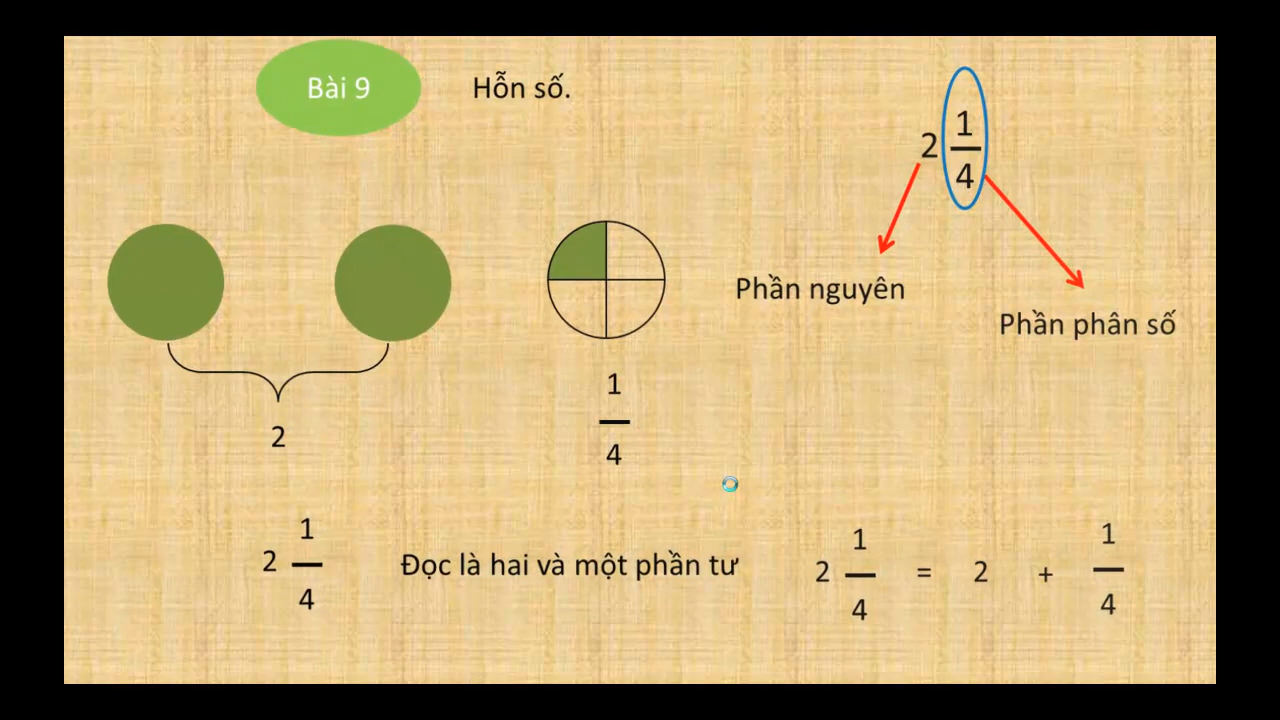 Bài 9
Hỗn số.
2 1/4
Phần nguyên
Phần phân số
2
1/4
2 1/4
Đọc là hai và một phần tư
2 1/4 = 2 + 1/4